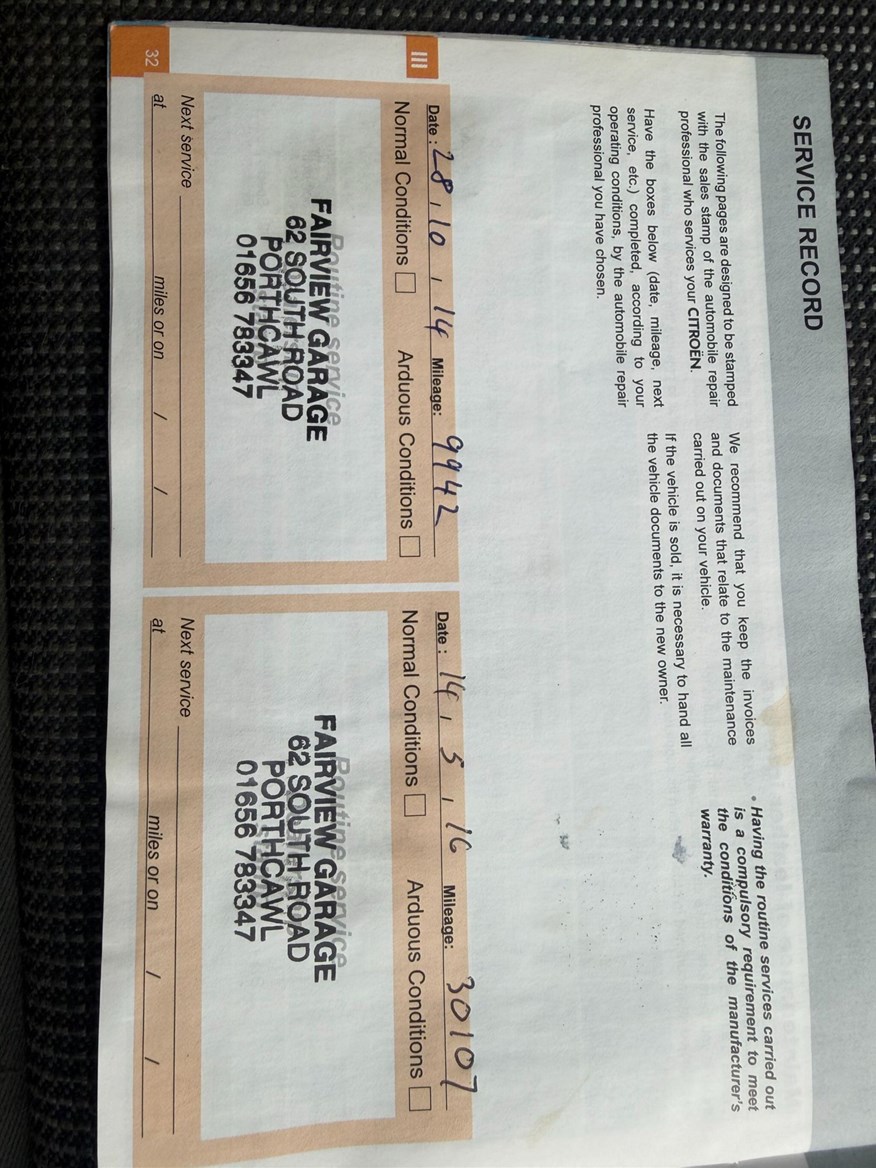 SERVICE RECORD
The following pages are designed to be stamped
with the sales stamp of the automobile repair
professional who services your CITROËN.
Have the boxes below (date, mileage, next
service, etc.) completed, according to your
operating conditions, by the automobile repair
professional you have chosen.
We recommend that you keep the invoices
and documents that relate to the maintenance
carried out on your vehicle.
If the vehicle is sold, it is necessary to hand all
the vehicle documents to the new owner.
• Having the routine services carried out
is a compulsory requirement to meet
the conditions of the manufacturer's
warranty.
III
Date : 28 , 10 , 14 Mileage: 9942
Normal Conditions Arduous Conditions
Routine service
FAIRVIEW GARAGE
62 SOUTH ROAD
PORTHCAWL
01656 783347
Next service
at miles or on / /
Date : 14 , 5 , 16 Mileage: 30107
Normal Conditions Arduous Conditions
Routine service
FAIRVIEW GARAGE
62 SOUTH ROAD
PORTHCAWL
01656 783347
Next service
at miles or on / /
32